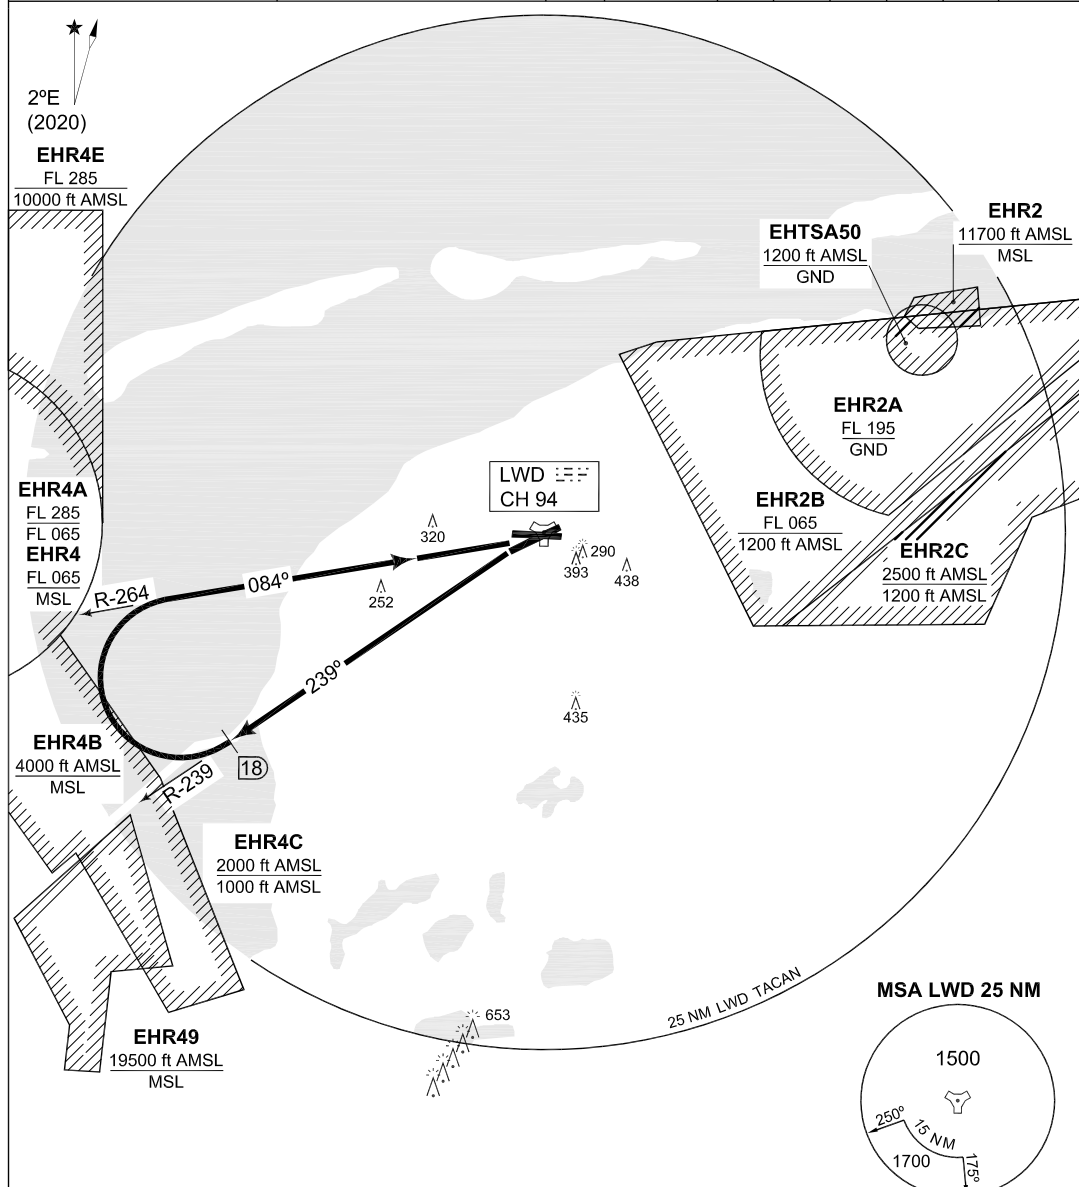 2ºE
(2020)
EHR4E
FL 285
10000 ft AMSL
EHTSA50
1200 ft AMSL
GND
EHR2
11700 ft AMSL
MSL
EHR2A
FL 195
GND
EHR4A
FL 285
FL 065
EHR4
FL 065
MSL
LWD
CH 94
EHR2B
FL 065
1200 ft AMSL
EHR2C
2500 ft AMSL
1200 ft AMSL
320
290
393
438
252
R-264
084º
239º
435
18
R-239
EHR4B
4000 ft AMSL
MSL
EHR4C
2000 ft AMSL
1000 ft AMSL
25 NM LWD TACAN
653
EHR49
19500 ft AMSL
MSL
MSA LWD 25 NM
1500
250º
15 NM
1700
175º